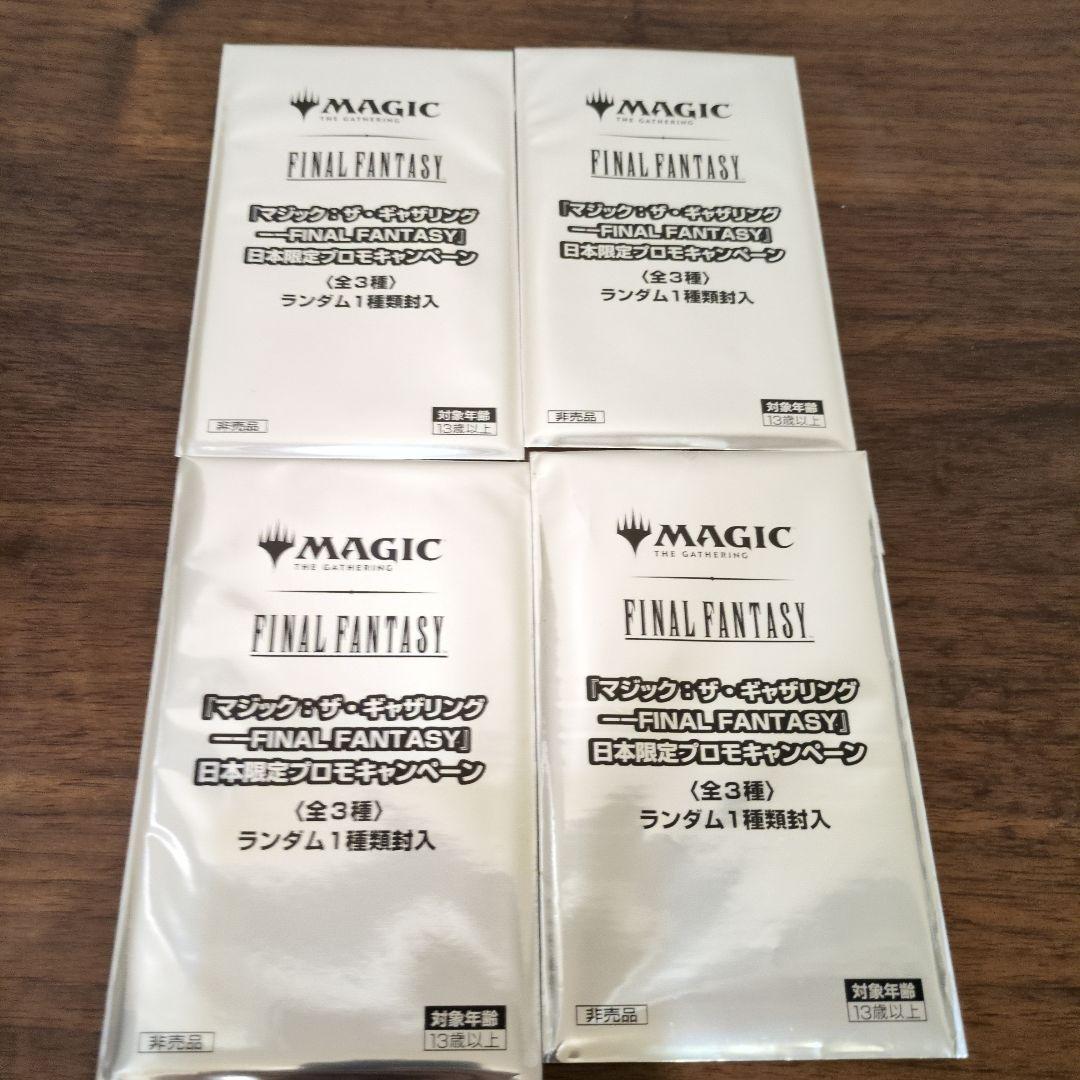 MAGIC
THE GATHERING
FINAL FANTASY
『マジック：ザ・ギャザリング
──FINAL FANTASY』
日本限定プロモキャンペーン
〈全3種〉
ランダム1種類封入
非売品
対象年齢
13歳以上
MAGIC
THE GATHERING
FINAL FANTASY
『マジック：ザ・ギャザリング
──FINAL FANTASY』
日本限定プロモキャンペーン
〈全3種〉
ランダム1種類封入
非売品
対象年齢
13歳以上
MAGIC
THE GATHERING
FINAL FANTASY
『マジック：ザ・ギャザリング
──FINAL FANTASY』
日本限定プロモキャンペーン
〈全3種〉
ランダム1種類封入
非売品
対象年齢
13歳以上
MAGIC
THE GATHERING
FINAL FANTASY
『マジック：ザ・ギャザリング
──FINAL FANTASY』
日本限定プロモキャンペーン
〈全3種〉
ランダム1種類封入
非売品
対象年齢
13歳以上